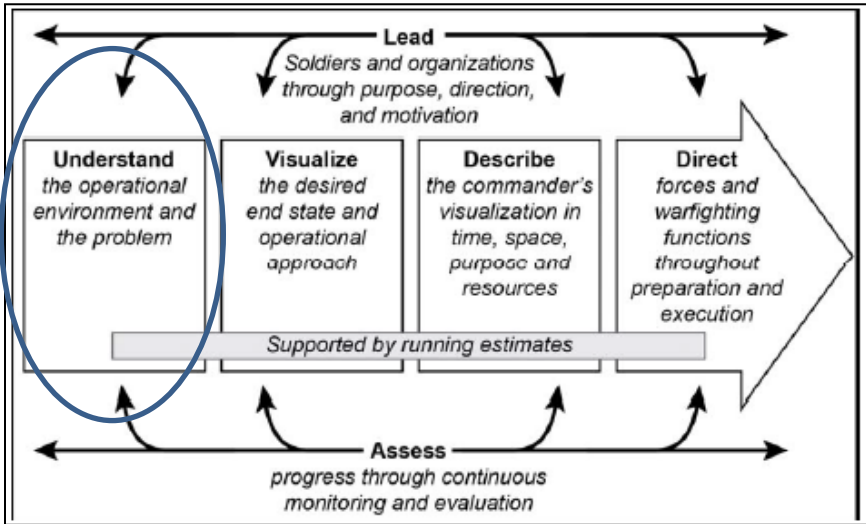 Lead
Soldiers and organizations
through purpose, direction,
and motivation
Understand
the operational
environment and
the problem
Visualize
the desired
end state and
operational
approach
Describe
the commander's
visualization in
time, space,
purpose and
resources
Direct
forces and
warfighting
functions
throughout
preparation and
execution
Supported by running estimates
Assess
progress through continuous
monitoring and evaluation